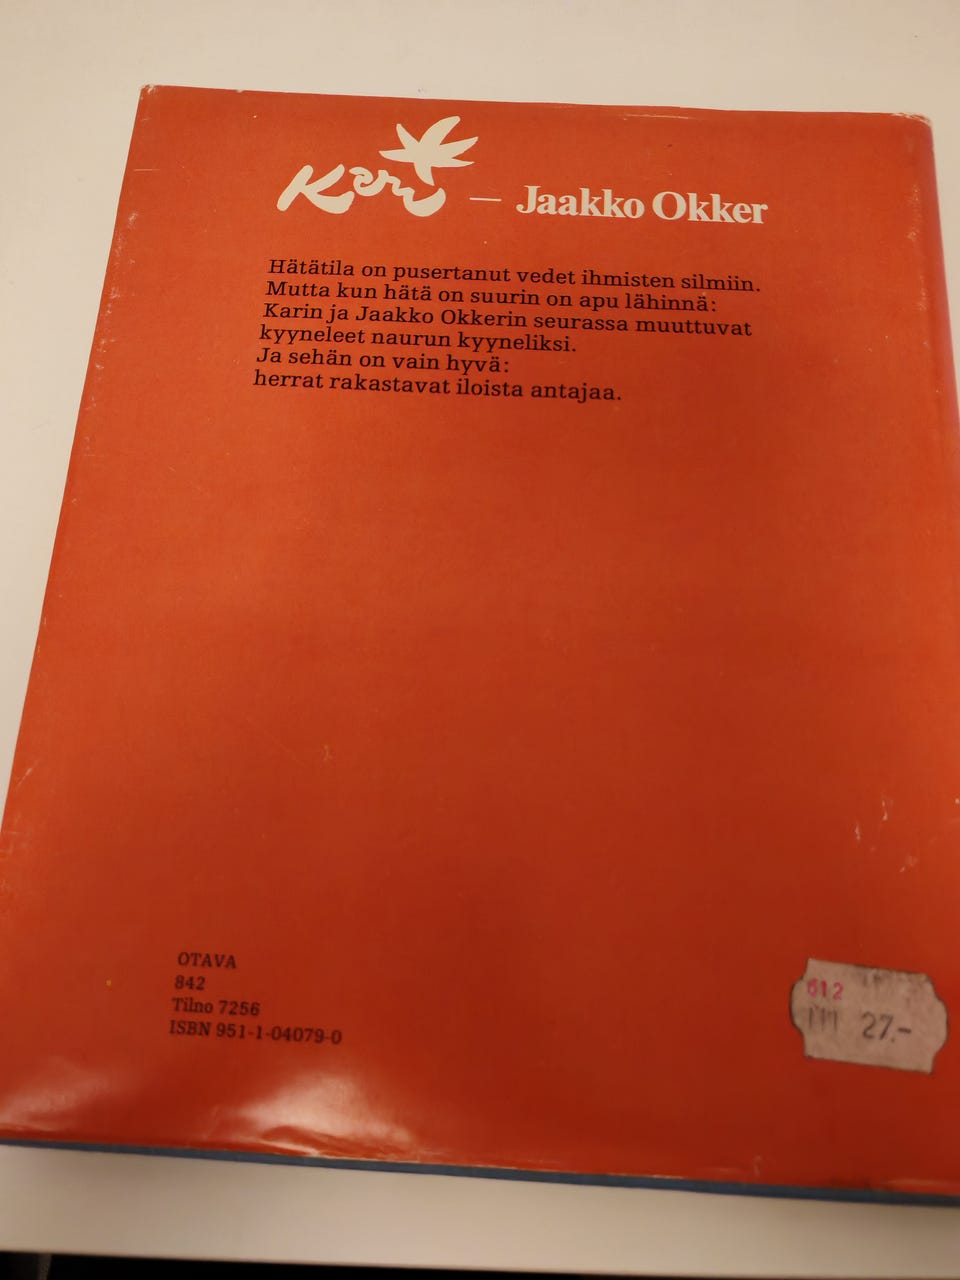 Kari — Jaakko Okker
Hätätila on pusertanut vedet ihmisten silmiin.
Mutta kun hätä on suurin on apu lähinnä:
Karin ja Jaakko Okkerin seurassa muuttuvat
kyyneleet naurun kyyneliksi.
Ja sehän on vain hyvä:
herrat rakastavat iloista antajaa.
OTAVA
842
Tilno 7256
ISBN 951-1-04079-0
612
27.-